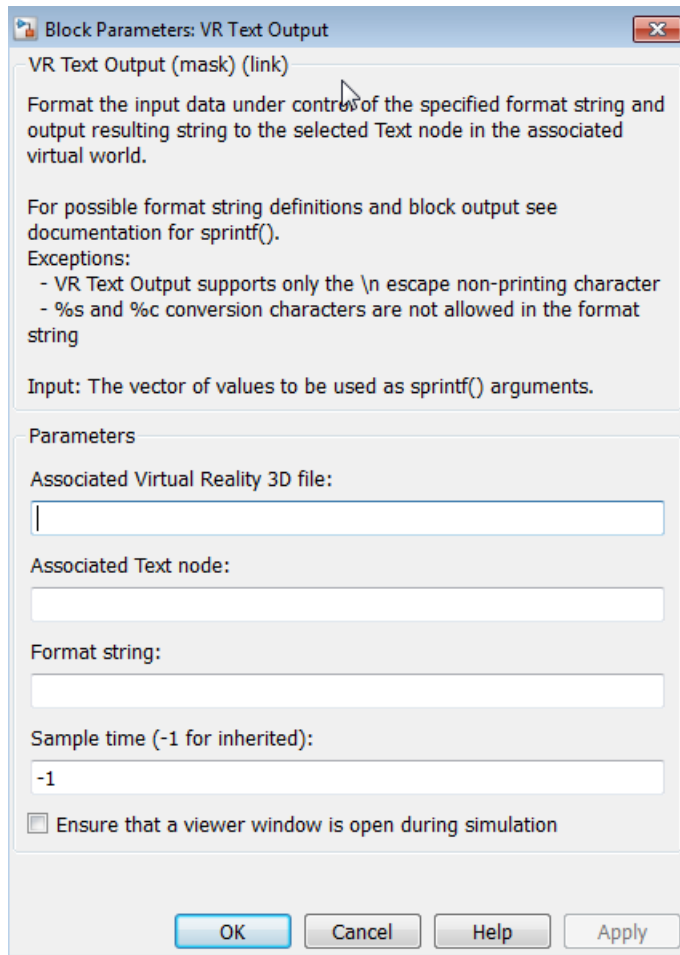 Block Parameters: VR Text Output
VR Text Output (mask) (link)
Format the input data under control of the specified format string and
output resulting string to the selected Text node in the associated
virtual world.
For possible format string definitions and block output see
documentation for sprintf().
Exceptions:
- VR Text Output supports only the \n escape non-printing character
- %s and %c conversion characters are not allowed in the format
string
Input: The vector of values to be used as sprintf() arguments.
Parameters
Associated Virtual Reality 3D file:
Associated Text node:
Format string:
Sample time (-1 for inherited):
-1
Ensure that a viewer window is open during simulation
OK Cancel Help Apply